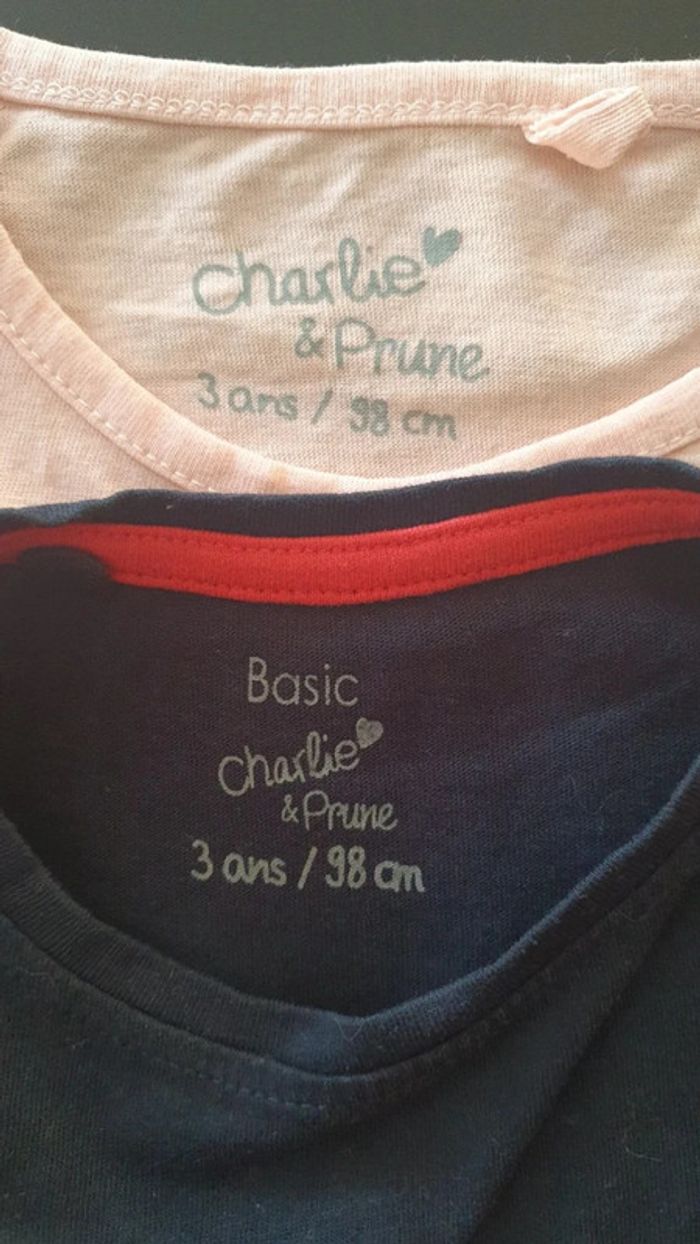 charlie
& Prune
3 ans / 98 cm
Basic
charlie
& Prune
3 ans / 98 cm